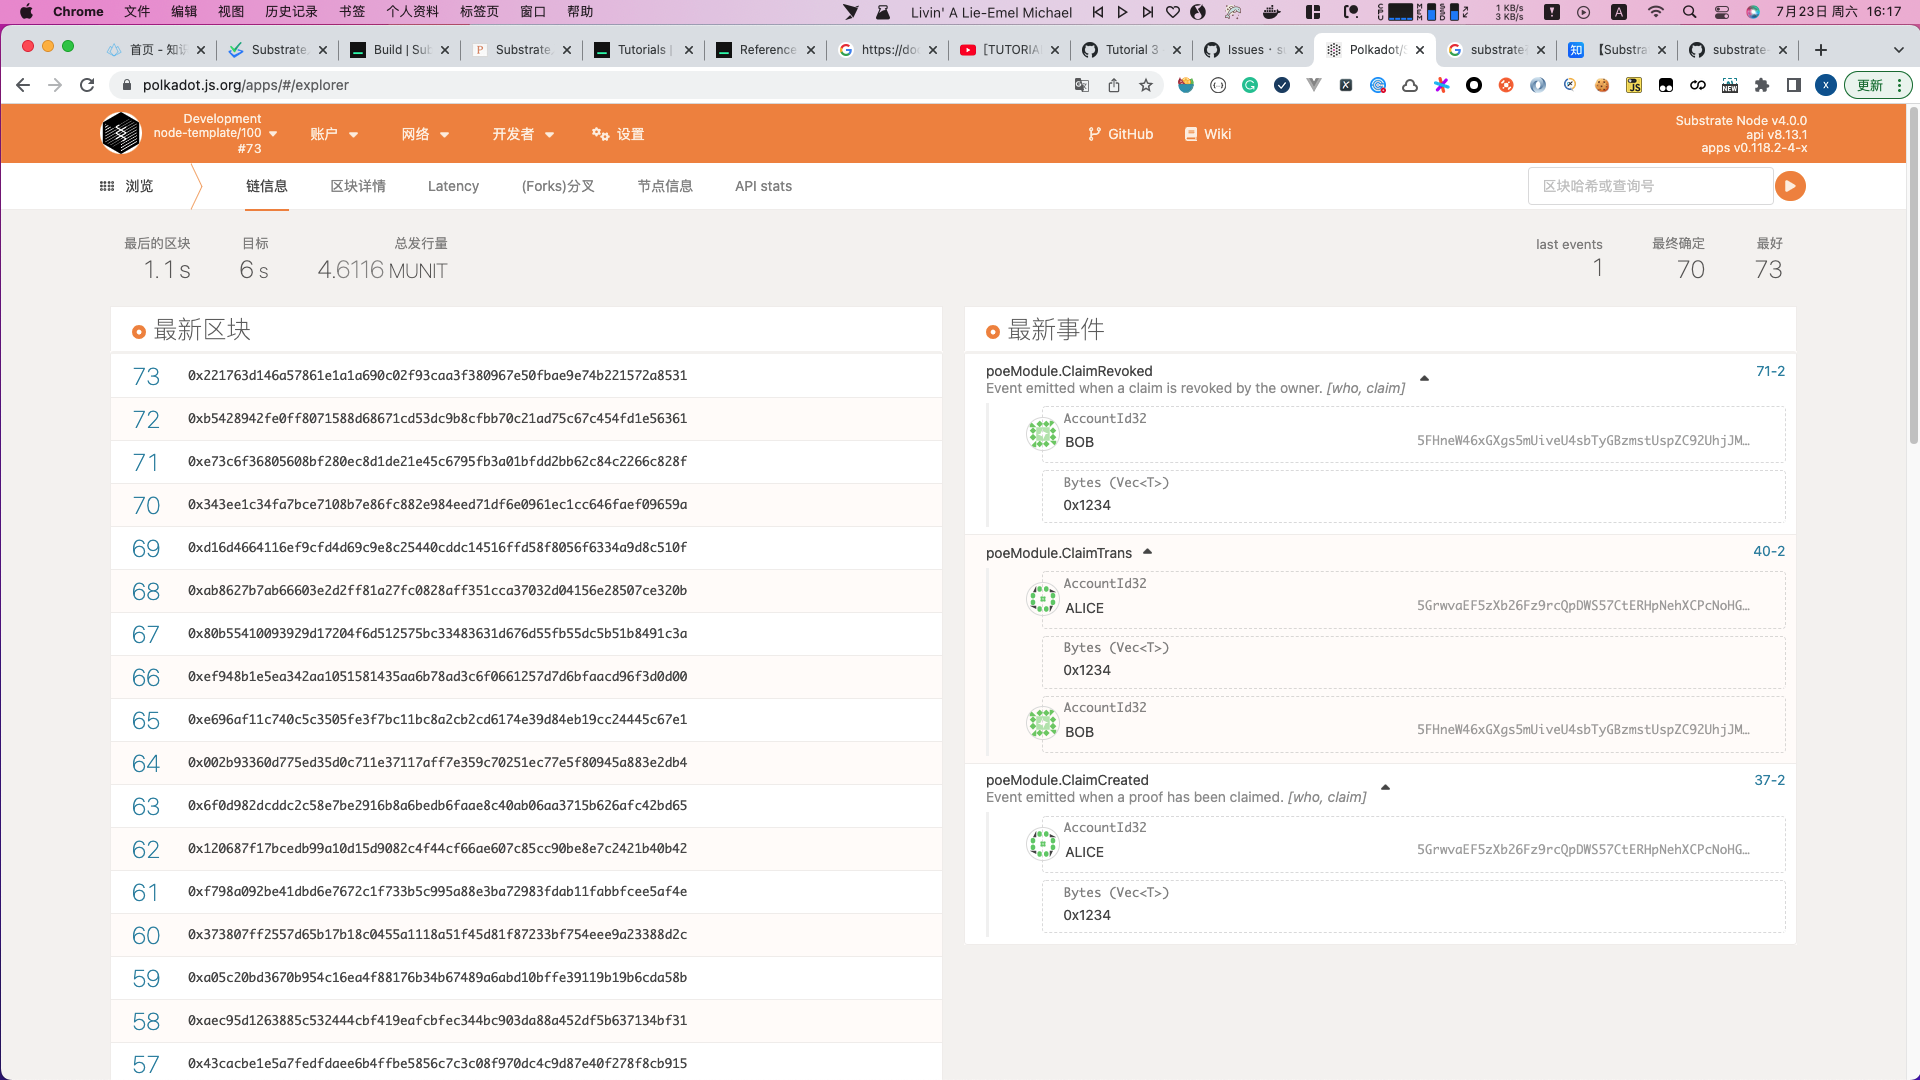 Chrome 文件 编辑 视图 历史记录 书签 个人资料 标签页 窗口 帮助 Livin' A Lie-Emel Michael 1 KB/s 3 KB/s 7月23日 周六 16:17
首页 - 知识 Substrate Build | Sub Substrate Tutorials | Reference https://do [TUTORIA Tutorial 3 Issues · s Polkadot/S substrate 【Substra substrate-
polkadot.js.org/apps/#/explorer 更新
Development
node-template/100
#73
账户 网络 开发者 设置 GitHub Wiki
Substrate Node v4.0.0
api v8.13.1
apps v0.118.2-4-x
浏览 链信息 区块详情 Latency (Forks)分叉 节点信息 API stats 区块哈希或查询号
最后的区块 目标 总发行量 last events 最终确定 最好
1.1 s 6 s 4.6116 MUNIT 1 70 73
最新区块
73 0x221763d146a57861e1a1a690c02f93caa3f380967e50fbae9e74b221572a8531
72 0xb5428942fe0ff8071588d68671cd53dc9b8cfbb70c21ad75c67c454fd1e56361
71 0xe73c6f36805608bf280ec8d1de21e45c6795fb3a01bfdd2bb62c84c2266c828f
70 0x343ee1c34fa7bce7108b7e86fc882e984eed71df6e0961ec1cc646faef09659a
69 0xd16d4664116ef9cfd4d69c9e8c25440cddc14516ffd58f8056f6334a9d8c510f
68 0xab8627b7ab66603e2d2ff81a27fc0828aff351cca37032d04156e28507ce320b
67 0x80b55410093929d17204f6d512575bc33483631d676d55fb55dc5b51b8491c3a
66 0xef948b1e5ea342aa1051581435aa6b78ad3c6f0661257d7d6bfaacd96f3d0d00
65 0xe696af11c740c5c3505fe3f7bc11bc8a2cb2cd6174e39d84eb19cc24445c67e1
64 0x002b93360d775ed35d0c711e37117aff7e359c70251ec77e5f80945a883e2db4
63 0x6f0d982dcddc2c58e7be2916b8a6bedb6faae8c40ab06aa3715b626afc42bd65
62 0x120687f17bcedb99a10d15d9082c4f44cf66ae607c85cc90be8e7c2421b40b42
61 0xf798a092be41dbd6e7672c1f733b5c995a88e3ba72983fdab11fabbfcee5af4e
60 0x373807ff2557d65b17b18c0455a1118a51f45d81f87233bf754eee9a23388d2c
59 0xa05c20bd3670b954c16ea4f88176b34b67489a6abd10bffe39119b19b6cda58b
58 0xaec95d1263885c532444cbf419eafcbfec344bc903da88a452df5b637134bf31
57 0x43cacbe1e5a7fedfdaee6b4ffbe5856c7c3c08f970dc4c9d87e40f278f8cb915
最新事件
poeModule.ClaimRevoked 71-2
Event emitted when a claim is revoked by the owner. [who, claim]
AccountId32
BOB 5FHneW46xGXgs5mUiveU4sbTyGBzmstUspZC92UhjJM…
Bytes (Vec<T>)
0x1234
poeModule.ClaimTrans 40-2
AccountId32
ALICE 5GrwvaEF5zXb26Fz9rcQpDWS57CtERHpNehXCPcNoHG…
Bytes (Vec<T>)
0x1234
AccountId32
BOB 5FHneW46xGXgs5mUiveU4sbTyGBzmstUspZC92UhjJM…
poeModule.ClaimCreated 37-2
Event emitted when a proof has been claimed. [who, claim]
AccountId32
ALICE 5GrwvaEF5zXb26Fz9rcQpDWS57CtERHpNehXCPcNoHG…
Bytes (Vec<T>)
0x1234